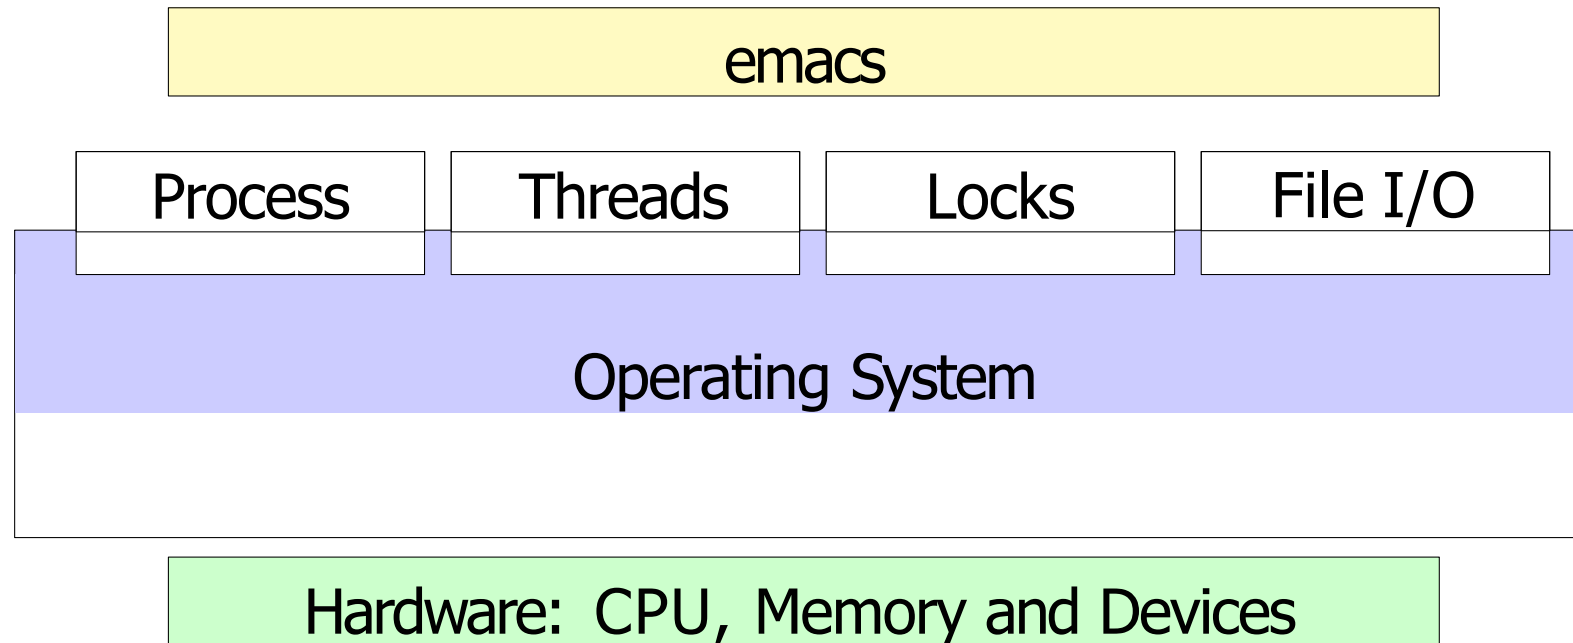 emacs
Process Threads Locks File I/O
Operating System
Hardware: CPU, Memory and Devices